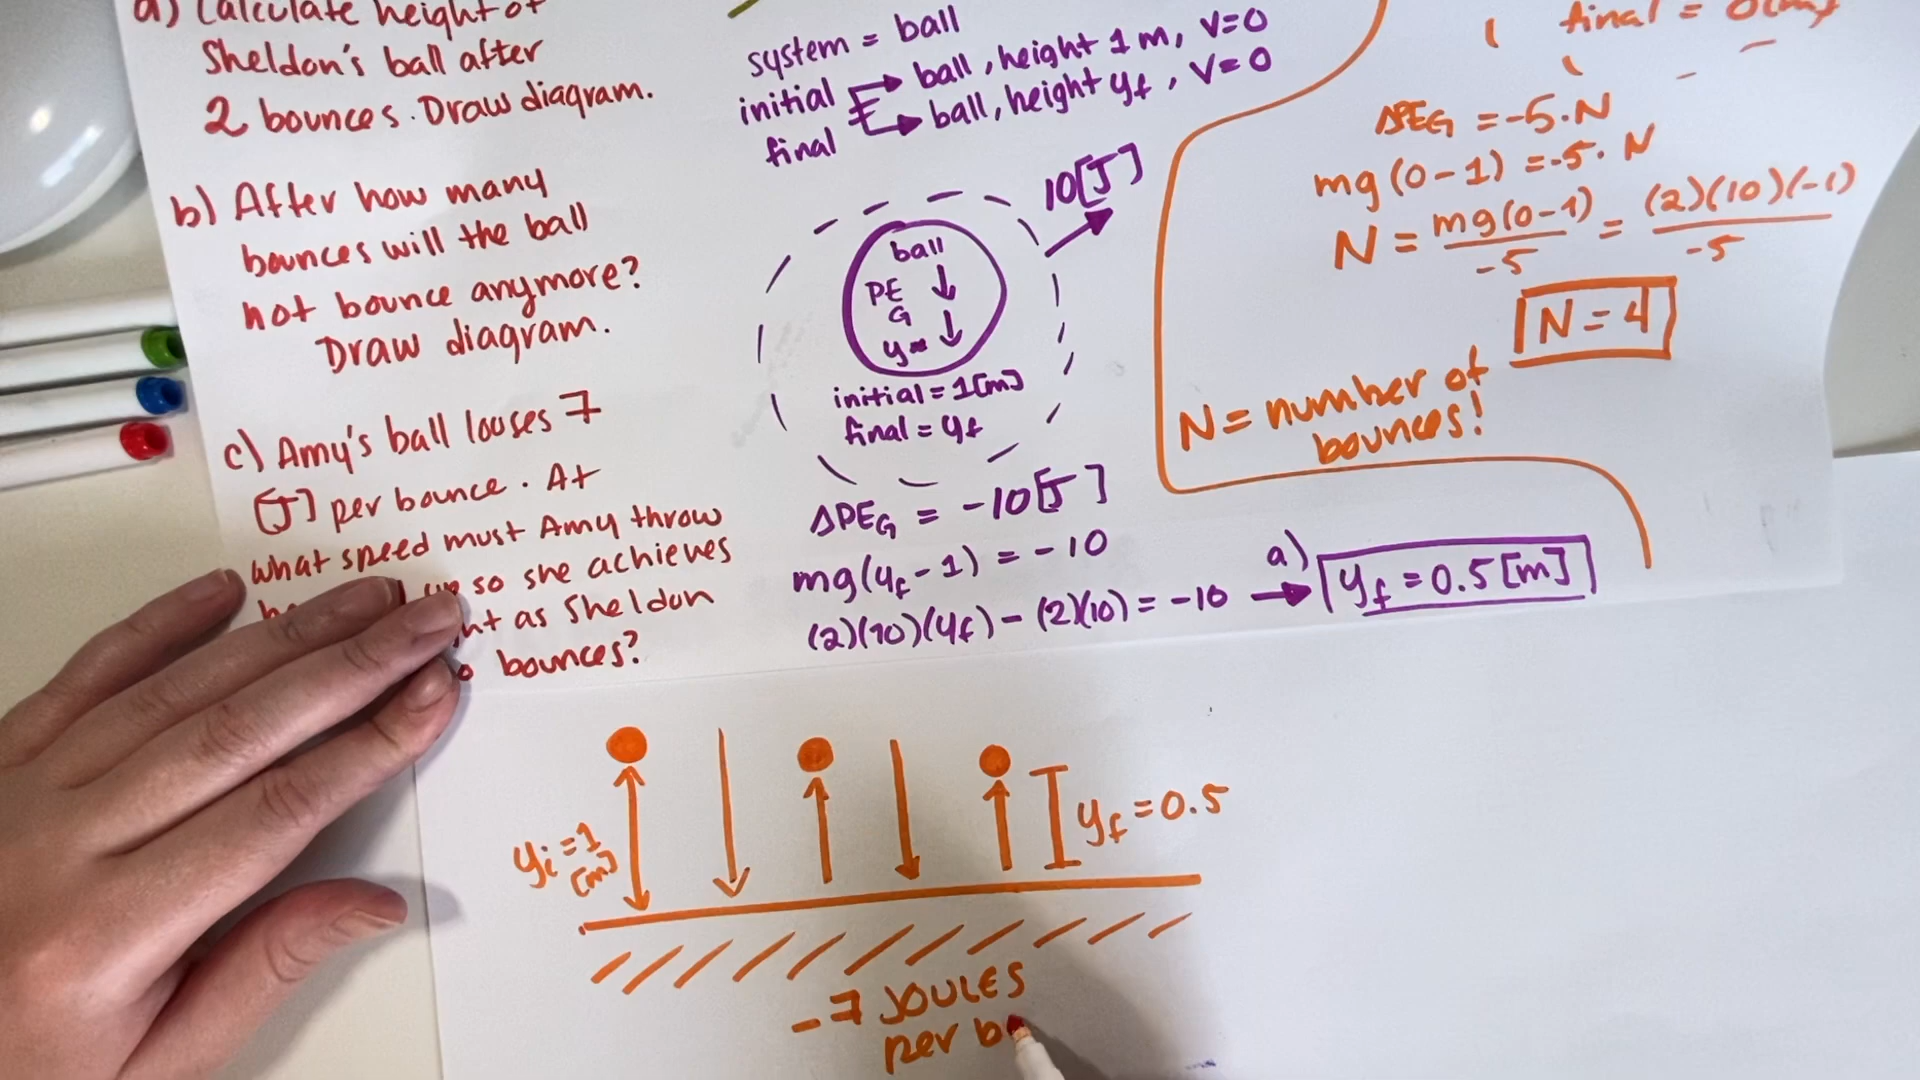 a) Calculate height of
Sheldon's ball after
2 bounces. Draw diagram.
b) After how many
bounces will the ball
not bounce anymore?
Draw diagram.
c) Amy's ball louses 7
[J] per bounce. At
what speed must Amy throw
up so she achieves
as Sheldon
bounces?
system = ball
initial → ball, height 1 m, V=0
final → ball, height yf, V=0
10[J]
ball
PE ↓
G
y= ↓
initial = 1[m]
final = yf
ΔPEG = -10[J]
mg(yf-1) = -10
(2)(10)(yf) - (2)(10) = -10 → a) yf = 0.5[m]
final = 0[m]
ΔPEG = -5·N
mg(0-1) = -5·N
N = mg(0-1)/-5 = (2)(10)(-1)/-5
N = 4
N = number of
bounces!
yi=1
[m]
yf=0.5
-7 JOULES
per b